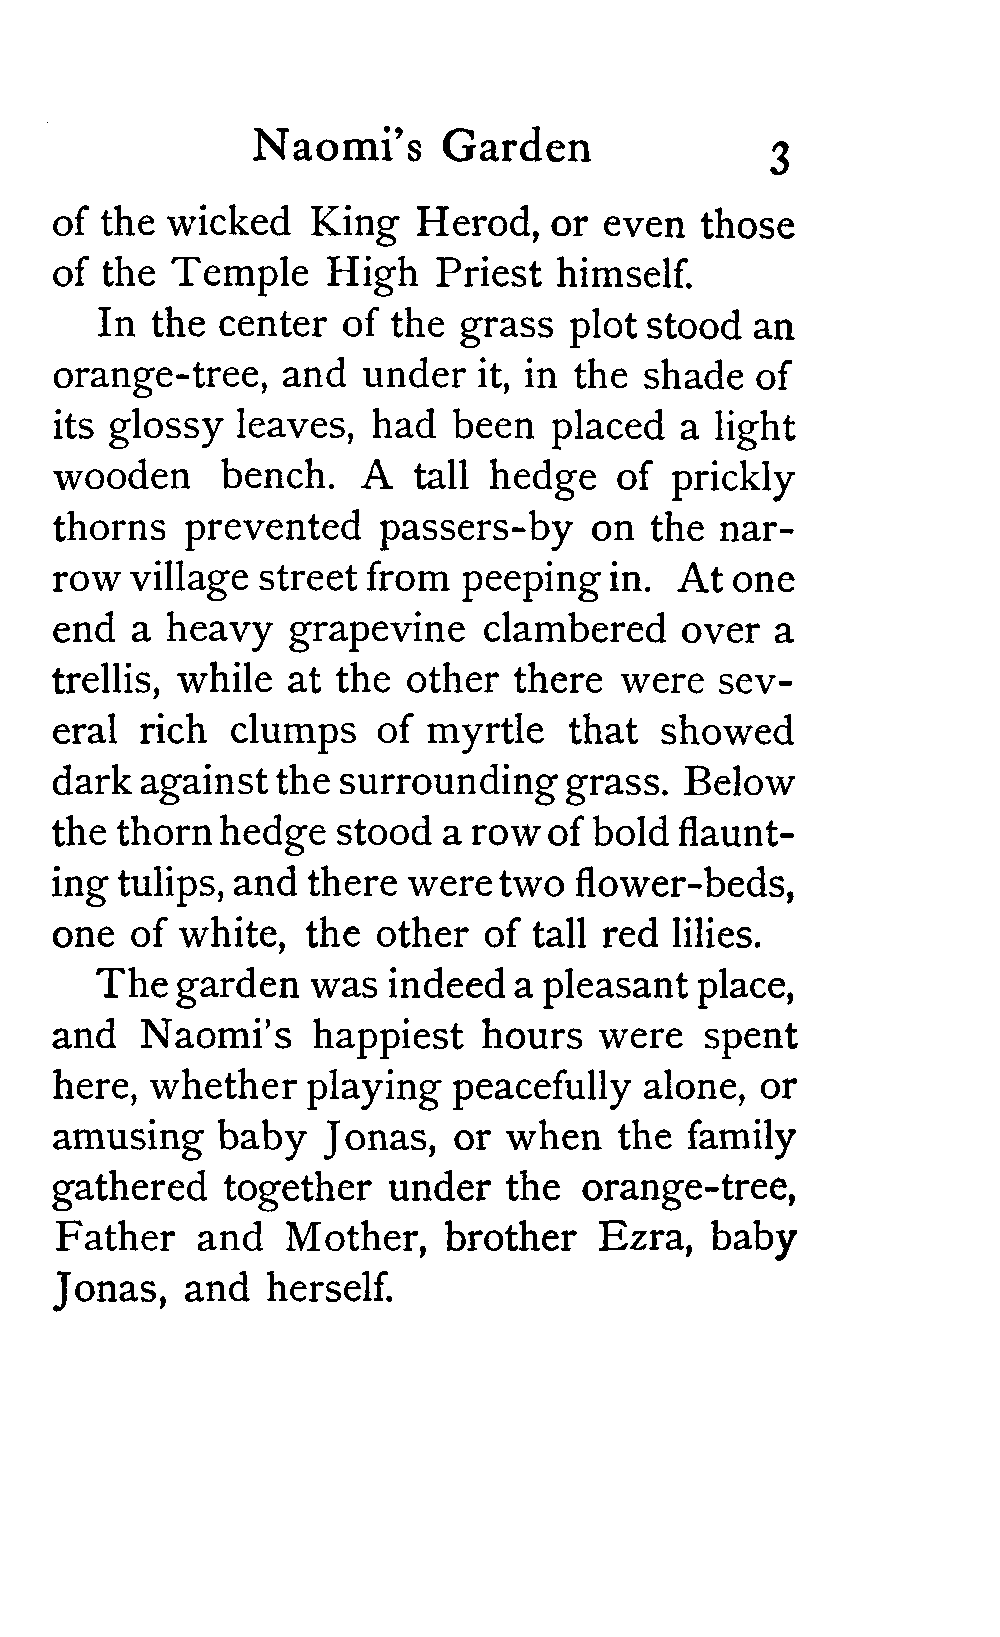 Naomi's Garden 3
of the wicked King Herod, or even those
of the Temple High Priest himself.
In the center of the grass plot stood an
orange-tree, and under it, in the shade of
its glossy leaves, had been placed a light
wooden bench. A tall hedge of prickly
thorns prevented passers-by on the nar-
row village street from peeping in. At one
end a heavy grapevine clambered over a
trellis, while at the other there were sev-
eral rich clumps of myrtle that showed
dark against the surrounding grass. Below
the thorn hedge stood a row of bold flaunt-
ing tulips, and there were two flower-beds,
one of white, the other of tall red lilies.
The garden was indeed a pleasant place,
and Naomi's happiest hours were spent
here, whether playing peacefully alone, or
amusing baby Jonas, or when the family
gathered together under the orange-tree,
Father and Mother, brother Ezra, baby
Jonas, and herself.